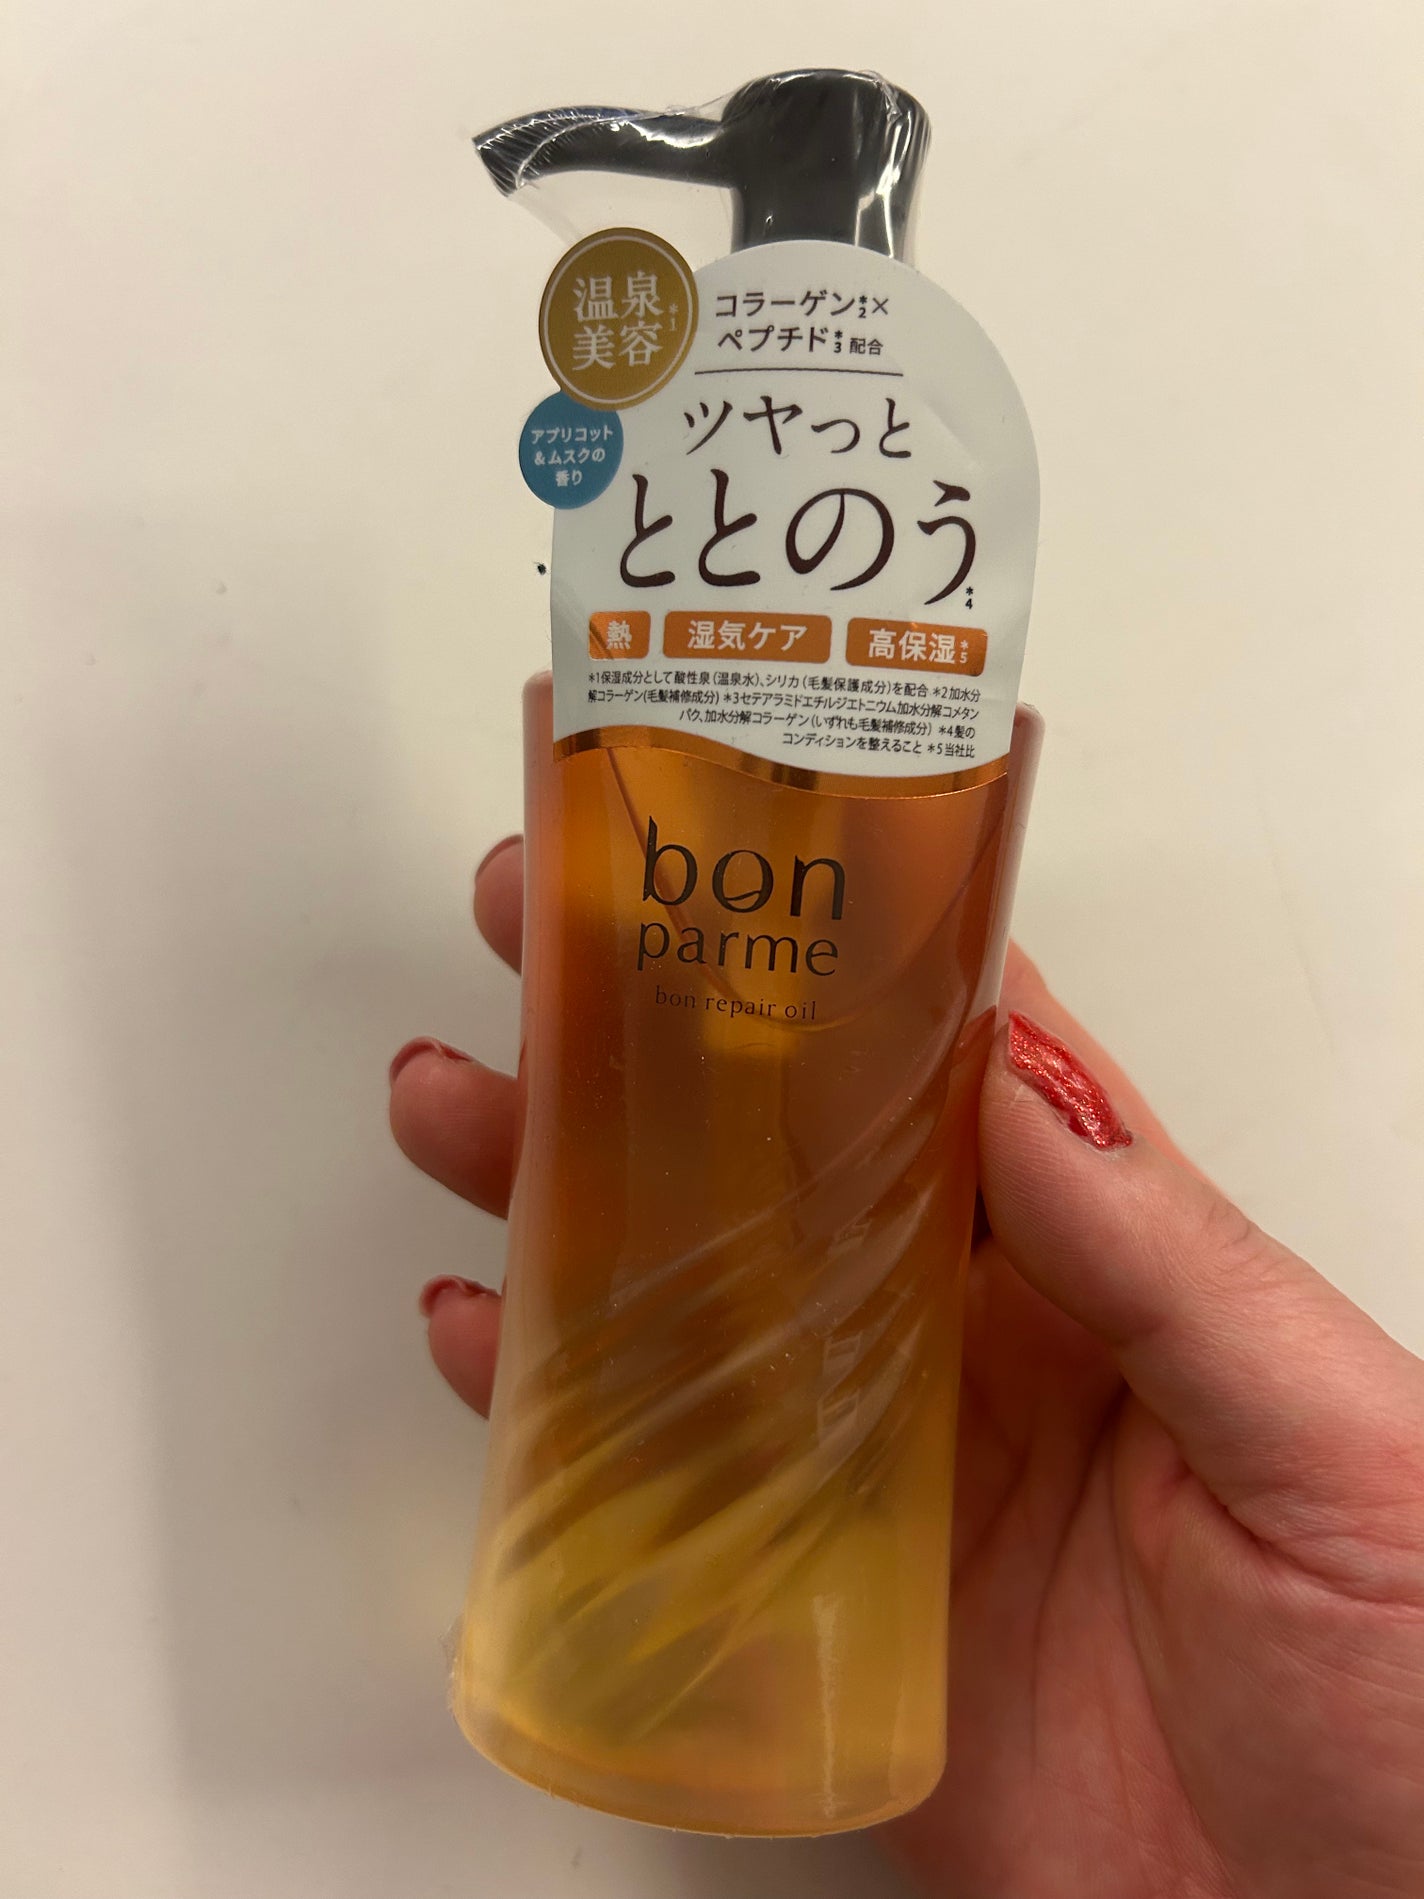 温泉
美容*1
コラーゲン*2×
ペプチド*3 配合
アプリコット
&ムスクの
香り
ツヤっと
ととのう*4
熱
湿気ケア
高保湿*5
*1保湿成分として酸性泉(温泉水)、シリカ(毛髪保護成分)を配合 *2加水分
解コラーゲン(毛髪補修成分) *3セテアラミドエチルジエトニウム加水分解コメタン
パク、加水分解コラーゲン(いずれも毛髪補修成分) *4髪の
コンディションを整えること *5当社比
bon
parme
bon repair oil